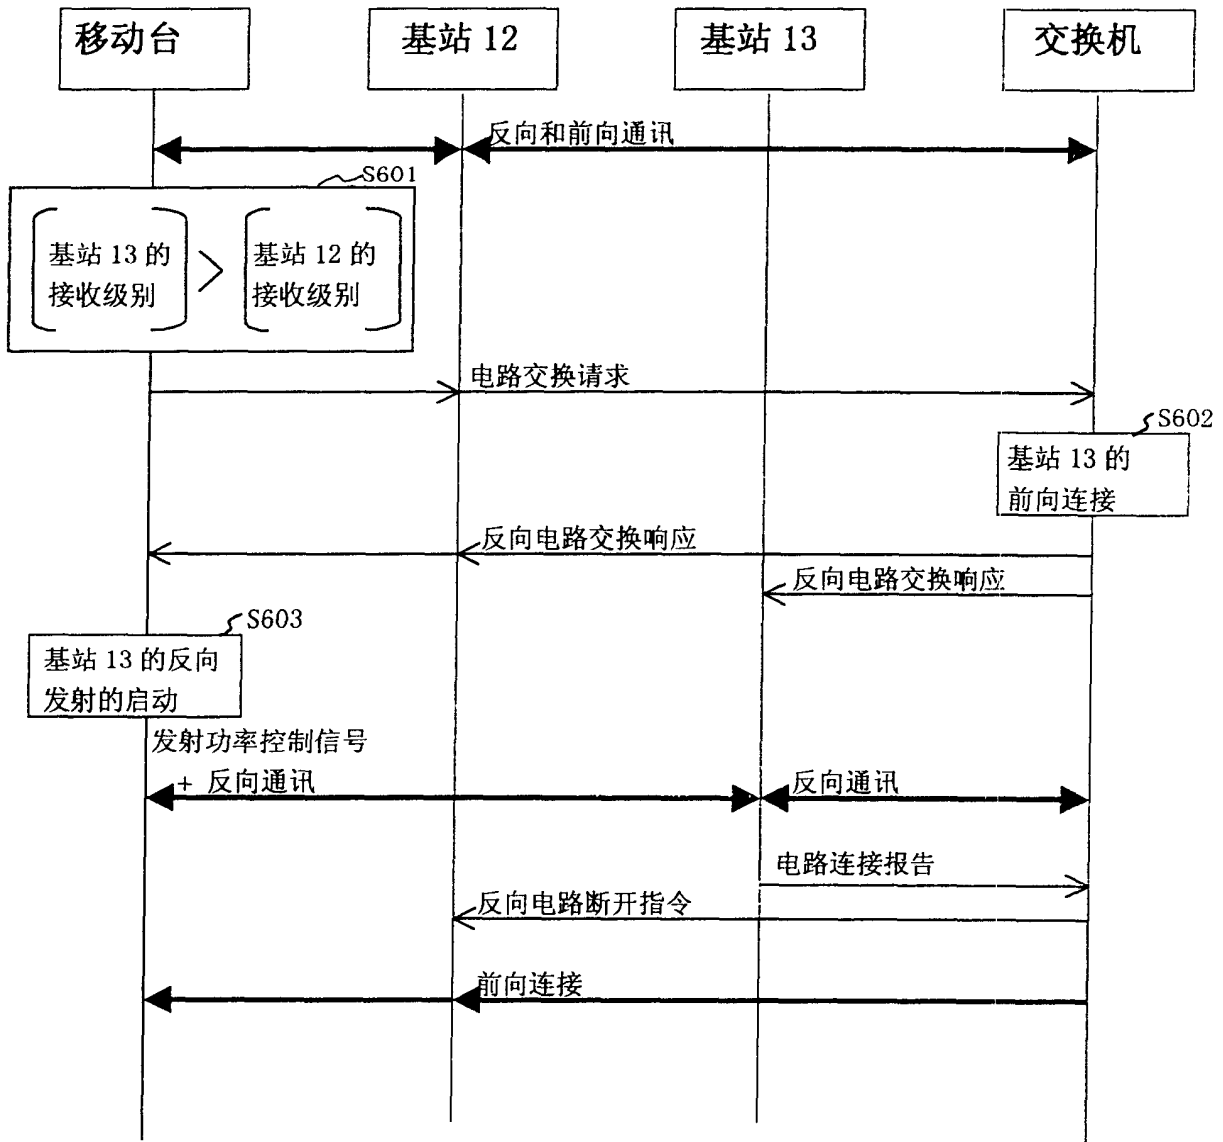 移动台
基站 12
基站 13
交换机
反向和前向通讯
S601
基站 13 的
接收级别
>
基站 12 的
接收级别
电路交换请求
S602
基站 13 的
前向连接
反向电路交换响应
反向电路交换响应
S603
基站 13 的反向
发射的启动
发射功率控制信号
+ 反向通讯
反向通讯
电路连接报告
反向电路断开指令
前向连接